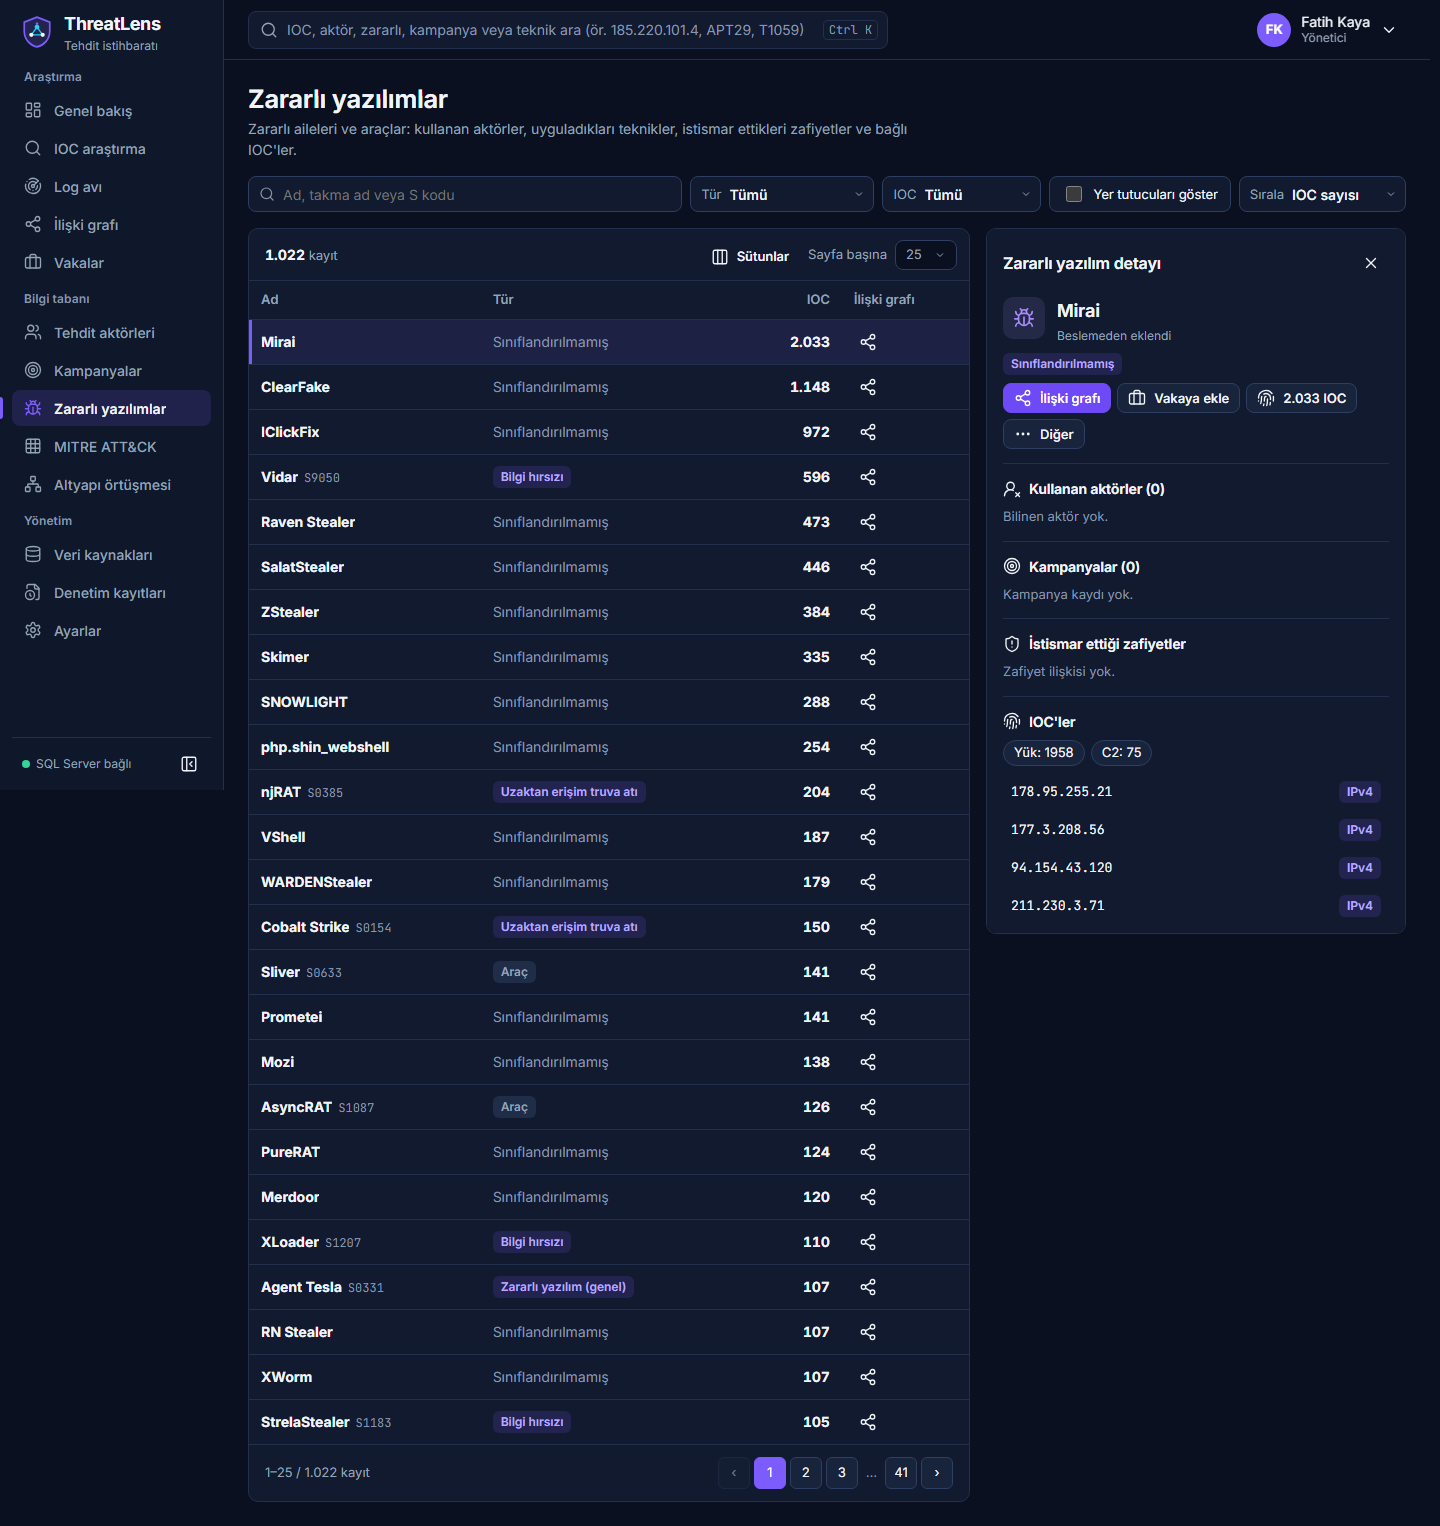 ThreatLens
Tehdit istihbaratı
Araştırma
Genel bakış
IOC araştırma
Log avı
İlişki grafı
Vakalar
Bilgi tabanı
Tehdit aktörleri
Kampanyalar
Zararlı yazılımlar
MITRE ATT&CK
Altyapı örtüşmesi
Yönetim
Veri kaynakları
Denetim kayıtları
Ayarlar
SQL Server bağlı
IOC, aktör, zararlı, kampanya veya teknik ara (ör. 185.220.101.4, APT29, T1059) Ctrl K
FK Fatih Kaya
Yönetici
Zararlı yazılımlar
Zararlı aileleri ve araçlar: kullanan aktörler, uyguladıkları teknikler, istismar ettikleri zafiyetler ve bağlı
IOC'ler.
Ad, takma ad veya S kodu Tür Tümü IOC Tümü Yer tutucuları göster Sırala IOC sayısı
1.022 kayıt Sütunlar Sayfa başına 25
Ad Tür IOC İlişki grafı
Mirai Sınıflandırılmamış 2.033
ClearFake Sınıflandırılmamış 1.148
IClickFix Sınıflandırılmamış 972
Vidar S9050 Bilgi hırsızı 596
Raven Stealer Sınıflandırılmamış 473
SalatStealer Sınıflandırılmamış 446
ZStealer Sınıflandırılmamış 384
Skimer Sınıflandırılmamış 335
SNOWLIGHT Sınıflandırılmamış 288
php.shin_webshell Sınıflandırılmamış 254
njRAT S0385 Uzaktan erişim truva atı 204
VShell Sınıflandırılmamış 187
WARDENStealer Sınıflandırılmamış 179
Cobalt Strike S0154 Uzaktan erişim truva atı 150
Sliver S0633 Araç 141
Prometei Sınıflandırılmamış 141
Mozi Sınıflandırılmamış 138
AsyncRAT S1087 Araç 126
PureRAT Sınıflandırılmamış 124
Merdoor Sınıflandırılmamış 120
XLoader S1207 Bilgi hırsızı 110
Agent Tesla S0331 Zararlı yazılım (genel) 107
RN Stealer Sınıflandırılmamış 107
XWorm Sınıflandırılmamış 107
StrelaStealer S1183 Bilgi hırsızı 105
1–25 / 1.022 kayıt ‹ 1 2 3 … 41 ›
Zararlı yazılım detayı
Mirai
Beslemeden eklendi
Sınıflandırılmamış
İlişki grafı Vakaya ekle 2.033 IOC
Diğer
Kullanan aktörler (0)
Bilinen aktör yok.
Kampanyalar (0)
Kampanya kaydı yok.
İstismar ettiği zafiyetler
Zafiyet ilişkisi yok.
IOC'ler
Yük: 1958 C2: 75
178.95.255.21 IPv4
177.3.208.56 IPv4
94.154.43.120 IPv4
211.230.3.71 IPv4